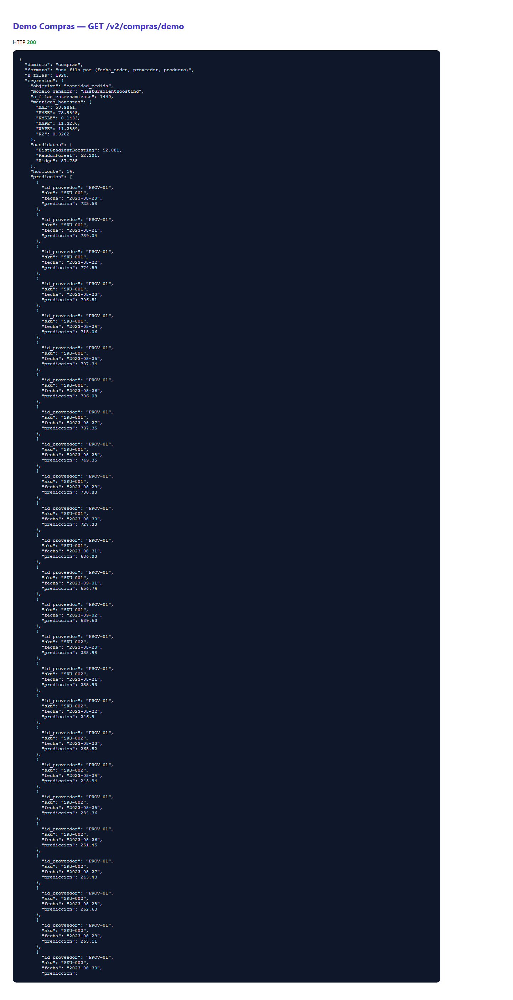 Demo Compras — GET /v2/compras/demo
HTTP 200
{
  "dominio": "compras",
  "formato": "una fila por (fecha_orden, proveedor, producto)",
  "n_filas": 1920,
  "regresion": {
    "objetivo": "cantidad_pedida",
    "modelo_ganador": "HistGradientBoosting",
    "n_filas_entrenamiento": 1440,
    "metricas_honestas": {
      "MAE": 53.9861,
      "RMSE": 75.9848,
      "RMSLE": 0.1433,
      "MAPE": 11.3286,
      "WAPE": 11.2859,
      "R2": 0.9262
    },
    "candidatos": {
      "HistGradientBoosting": 52.081,
      "RandomForest": 52.301,
      "Ridge": 87.735
    },
    "horizonte": 14,
    "prediccion": [
      {
        "id_proveedor": "PROV-01",
        "sku": "SKU-001",
        "fecha": "2023-08-20",
        "prediccion": 725.58
      },
      {
        "id_proveedor": "PROV-01",
        "sku": "SKU-001",
        "fecha": "2023-08-21",
        "prediccion": 739.04
      },
      {
        "id_proveedor": "PROV-01",
        "sku": "SKU-001",
        "fecha": "2023-08-22",
        "prediccion": 774.59
      },
      {
        "id_proveedor": "PROV-01",
        "sku": "SKU-001",
        "fecha": "2023-08-23",
        "prediccion": 706.51
      },
      {
        "id_proveedor": "PROV-01",
        "sku": "SKU-001",
        "fecha": "2023-08-24",
        "prediccion": 715.06
      },
      {
        "id_proveedor": "PROV-01",
        "sku": "SKU-001",
        "fecha": "2023-08-25",
        "prediccion": 707.34
      },
      {
        "id_proveedor": "PROV-01",
        "sku": "SKU-001",
        "fecha": "2023-08-26",
        "prediccion": 706.08
      },
      {
        "id_proveedor": "PROV-01",
        "sku": "SKU-001",
        "fecha": "2023-08-27",
        "prediccion": 737.35
      },
      {
        "id_proveedor": "PROV-01",
        "sku": "SKU-001",
        "fecha": "2023-08-28",
        "prediccion": 749.35
      },
      {
        "id_proveedor": "PROV-01",
        "sku": "SKU-001",
        "fecha": "2023-08-29",
        "prediccion": 730.83
      },
      {
        "id_proveedor": "PROV-01",
        "sku": "SKU-001",
        "fecha": "2023-08-30",
        "prediccion": 727.33
      },
      {
        "id_proveedor": "PROV-01",
        "sku": "SKU-001",
        "fecha": "2023-08-31",
        "prediccion": 686.03
      },
      {
        "id_proveedor": "PROV-01",
        "sku": "SKU-001",
        "fecha": "2023-09-01",
        "prediccion": 656.74
      },
      {
        "id_proveedor": "PROV-01",
        "sku": "SKU-001",
        "fecha": "2023-09-02",
        "prediccion": 689.63
      },
      {
        "id_proveedor": "PROV-01",
        "sku": "SKU-002",
        "fecha": "2023-08-20",
        "prediccion": 238.98
      },
      {
        "id_proveedor": "PROV-01",
        "sku": "SKU-002",
        "fecha": "2023-08-21",
        "prediccion": 235.93
      },
      {
        "id_proveedor": "PROV-01",
        "sku": "SKU-002",
        "fecha": "2023-08-22",
        "prediccion": 246.9
      },
      {
        "id_proveedor": "PROV-01",
        "sku": "SKU-002",
        "fecha": "2023-08-23",
        "prediccion": 265.52
      },
      {
        "id_proveedor": "PROV-01",
        "sku": "SKU-002",
        "fecha": "2023-08-24",
        "prediccion": 243.94
      },
      {
        "id_proveedor": "PROV-01",
        "sku": "SKU-002",
        "fecha": "2023-08-25",
        "prediccion": 234.36
      },
      {
        "id_proveedor": "PROV-01",
        "sku": "SKU-002",
        "fecha": "2023-08-26",
        "prediccion": 251.45
      },
      {
        "id_proveedor": "PROV-01",
        "sku": "SKU-002",
        "fecha": "2023-08-27",
        "prediccion": 243.43
      },
      {
        "id_proveedor": "PROV-01",
        "sku": "SKU-002",
        "fecha": "2023-08-28",
        "prediccion": 262.63
      },
      {
        "id_proveedor": "PROV-01",
        "sku": "SKU-002",
        "fecha": "2023-08-29",
        "prediccion": 263.11
      },
      {
        "id_proveedor": "PROV-01",
        "sku": "SKU-002",
        "fecha": "2023-08-30",
        "prediccion":